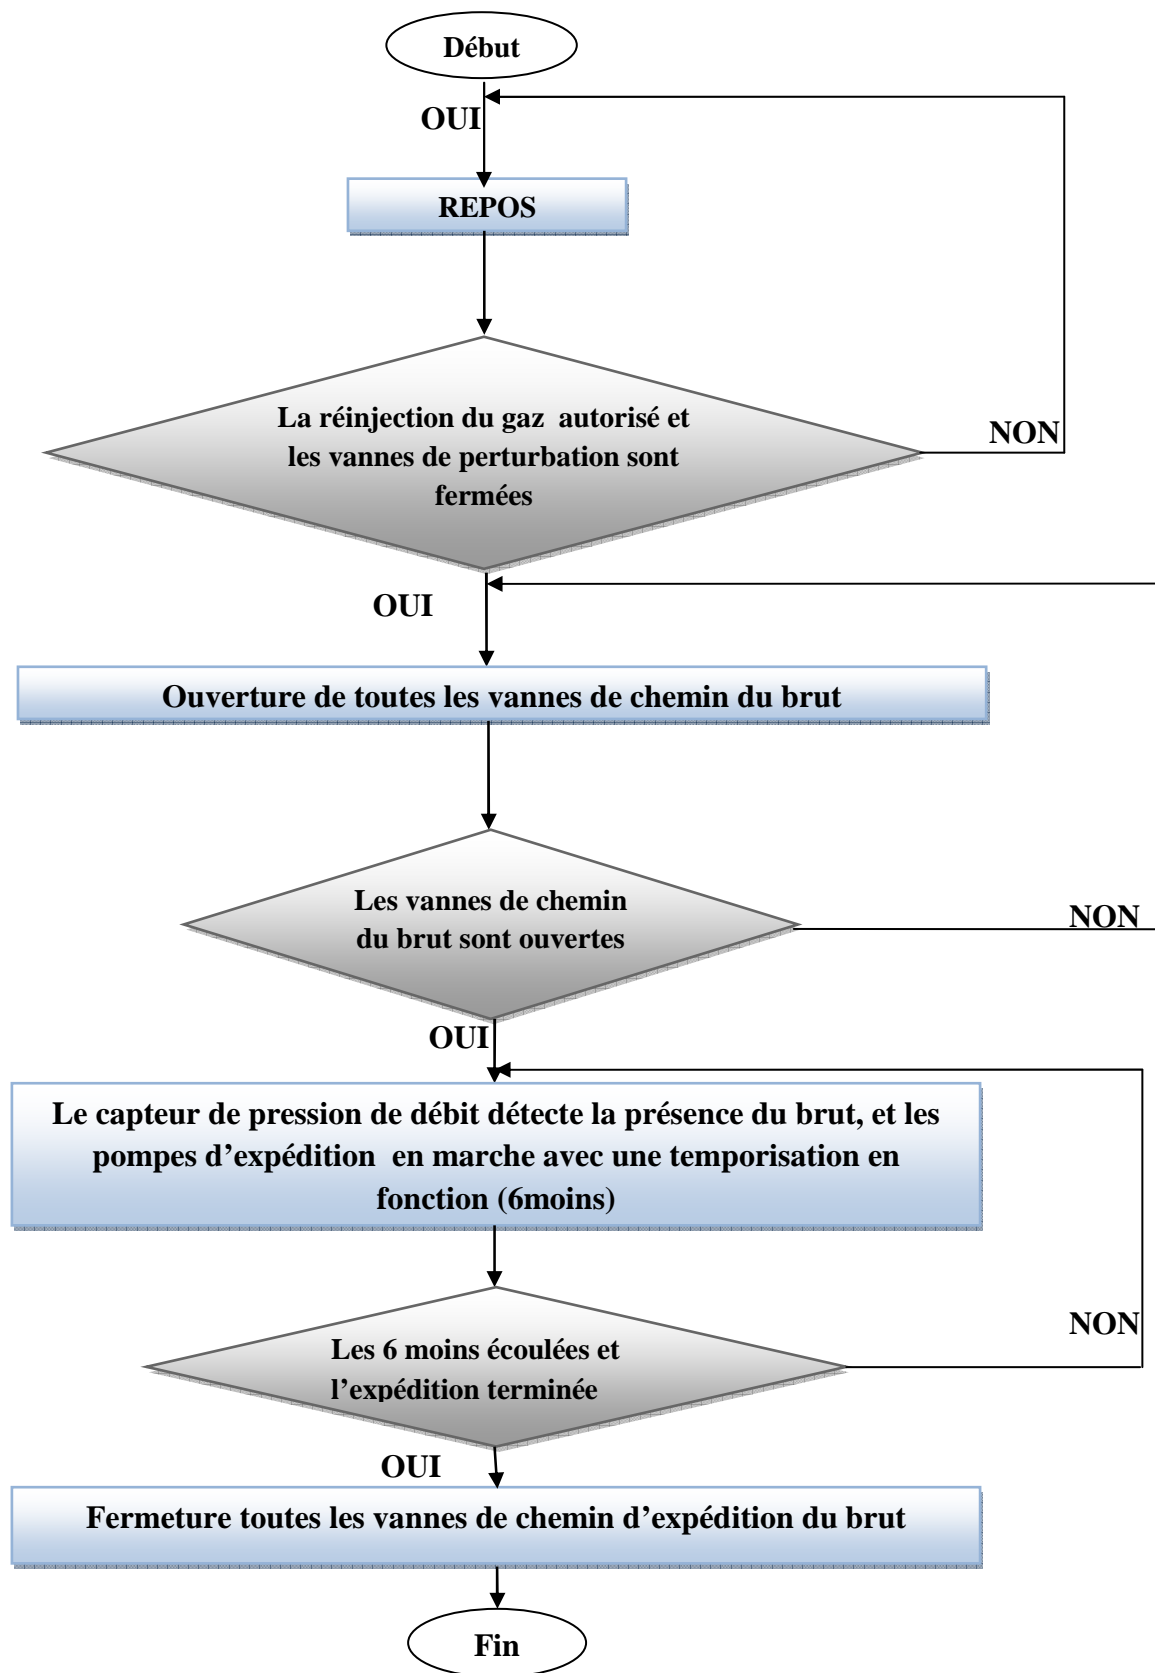 Début
OUI
REPOS
La réinjection du gaz autorisé et
les vannes de perturbation sont
fermées
NON
OUI
Ouverture de toutes les vannes de chemin du brut
Les vannes de chemin
du brut sont ouvertes
NON
OUI
Le capteur de pression de débit détecte la présence du brut, et les
pompes d’expédition en marche avec une temporisation en
fonction (6moins)
Les 6 moins écoulées et
l’expédition terminée
NON
OUI
Fermeture toutes les vannes de chemin d’expédition du brut
Fin